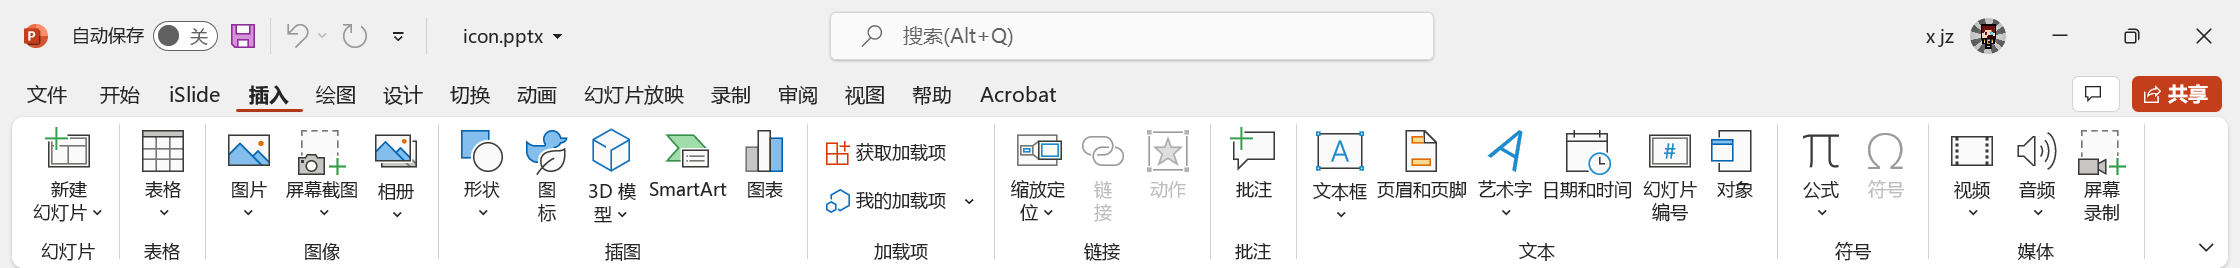 自动保存 关 icon.pptx 搜索(Alt+Q) x jz
文件 开始 iSlide 插入 绘图 设计 切换 动画 幻灯片放映 录制 审阅 视图 帮助 Acrobat 共享
新建
幻灯片
幻灯片
表格
表格
图片
屏幕截图
相册
图像
形状
图
标
3D 模
型
SmartArt
图表
插图
获取加载项
我的加载项
加载项
缩放定
位
链
接
动作
链接
批注
批注
文本框
页眉和页脚
艺术字
日期和时间
幻灯片
编号
对象
文本
公式
符号
符号
视频
音频
屏幕
录制
媒体